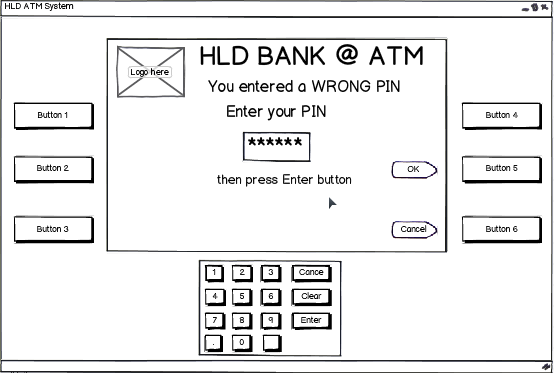 HLD ATM System
HLD BANK @ ATM
Logo here
You entered a WRONG PIN
Enter your PIN
******
then press Enter button
Button 1
Button 2
Button 3
Button 4
OK
Button 5
Cancel
Button 6
1 2 3 Cance
4 5 6 Clear
7 8 9 Enter
. 0